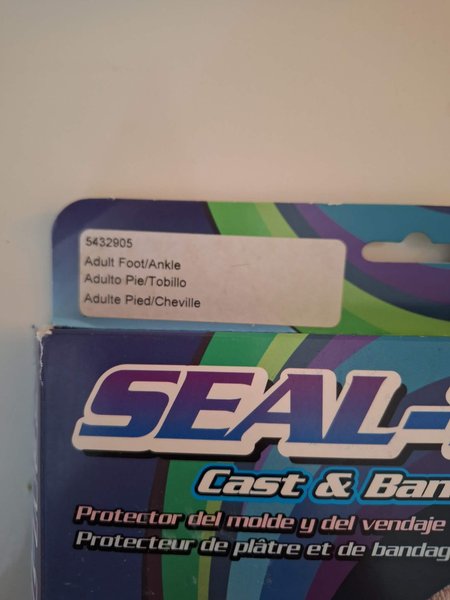 5432905
Adult Foot/Ankle
Adulto Pie/Tobillo
Adulte Pied/Cheville
SEAL-
Cast & Ban
Protector del molde y del vendaje
Protecteur de plâtre et de bandag